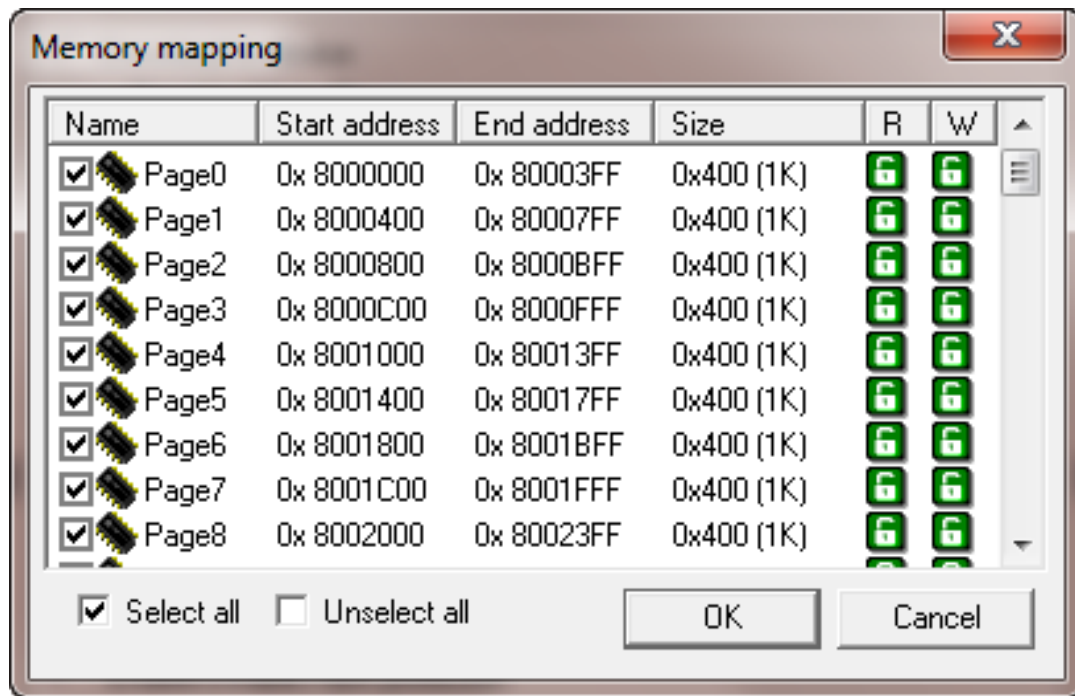 Memory mapping
Name Start address End address Size R W
Page0 0x 8000000 0x 80003FF 0x400 (1K)
Page1 0x 8000400 0x 80007FF 0x400 (1K)
Page2 0x 8000800 0x 8000BFF 0x400 (1K)
Page3 0x 8000C00 0x 8000FFF 0x400 (1K)
Page4 0x 8001000 0x 80013FF 0x400 (1K)
Page5 0x 8001400 0x 80017FF 0x400 (1K)
Page6 0x 8001800 0x 8001BFF 0x400 (1K)
Page7 0x 8001C00 0x 8001FFF 0x400 (1K)
Page8 0x 8002000 0x 80023FF 0x400 (1K)
Select all Unselect all OK Cancel